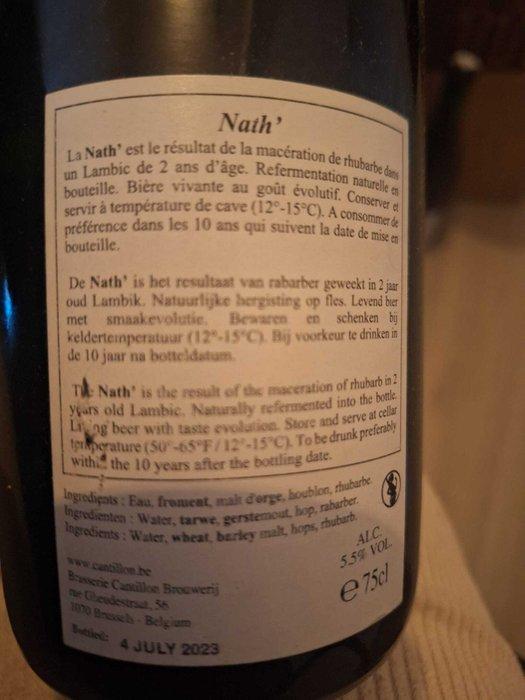 Nath’
La Nath’ est le résultat de la macération de rhubarbe dans
un Lambic de 2 ans d’âge. Refermentation naturelle en
bouteille. Bière vivante au goût évolutif. Conserver et
servir à température de cave (12°-15°C). A consommer de
préférence dans les 10 ans qui suivent la date de mise en
bouteille.
De Nath’ is het resultaat van rabarber geweekt in 2 jaar
oud Lambik. Natuurlijke hergisting op fles. Levend bier
met smaakevolutie. Bewaren en schenken bij
keldertemperatuur (12°-15°C). Bij voorkeur te drinken in
de 10 jaar na botteldatum.
The Nath’ is the result of the maceration of rhubarb in 2
years old Lambic. Naturally refermented into the bottle.
Living beer with taste evolution. Store and serve at cellar
temperature (50°-65°F / 12°-15°C). To be drunk preferably
within the 10 years after the bottling date.
Ingredients : Eau, froment, malt d'orge, houblon, rhubarbe.
Ingredienten : Water, tarwe, gerstemout, hop, rabarber.
Ingredients : Water, wheat, barley malt, hops, rhubarb.
ALC.
5.5% VOL.
℮ 75cl
www.cantillon.be
Brasserie Cantillon Brouwerij
rue Gheudestraat, 56
1070 Brussels - Belgium
Bottled: 4 JULY 2023